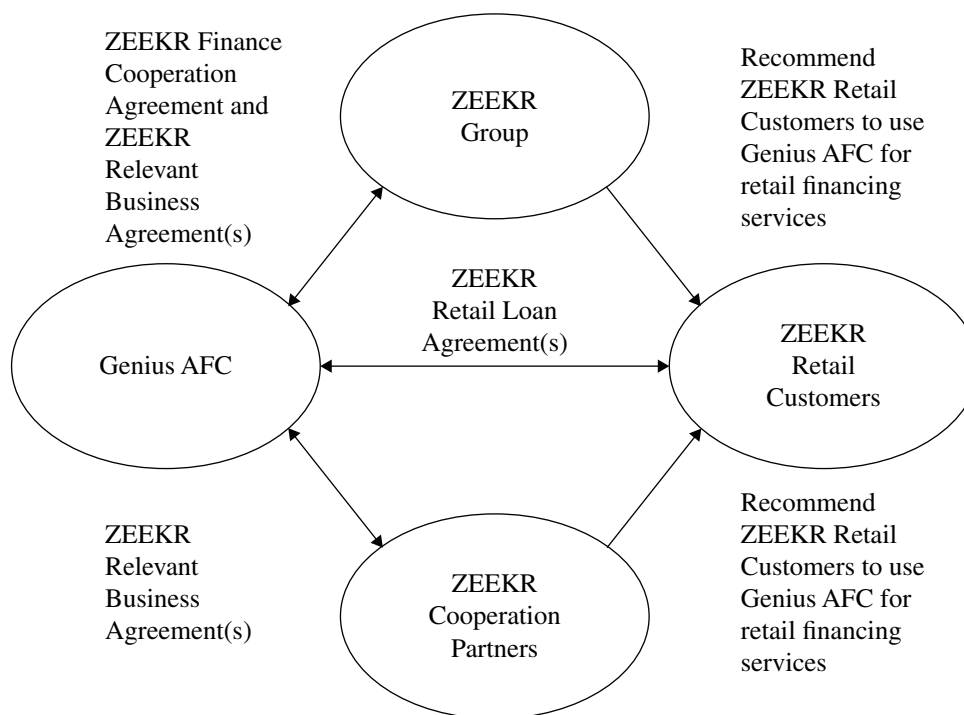 ZEEKR Finance
Cooperation
Agreement and
ZEEKR
Relevant
Business
Agreement(s)
ZEEKR
Group
Recommend
ZEEKR Retail
Customers to use
Genius AFC for
retail financing
services
Genius AFC
ZEEKR
Retail Loan
Agreement(s)
ZEEKR
Retail
Customers
ZEEKR
Relevant
Business
Agreement(s)
ZEEKR
Cooperation
Partners
Recommend
ZEEKR Retail
Customers to use
Genius AFC for
retail financing
services